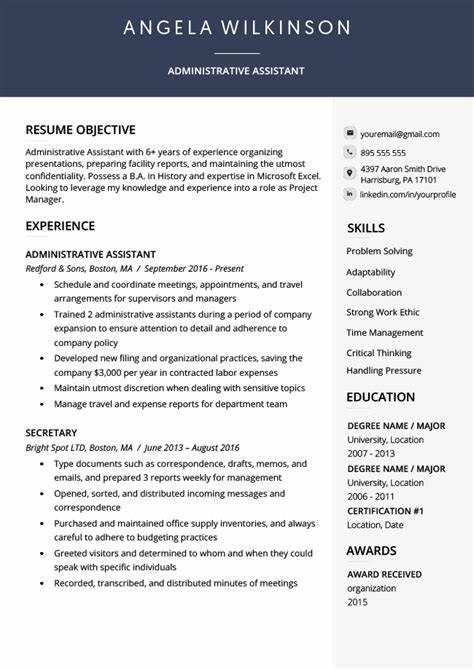 ANGELA WILKINSON
ADMINISTRATIVE ASSISTANT
RESUME OBJECTIVE
Administrative Assistant with 6+ years of experience organizing
presentations, preparing facility reports, and maintaining the utmost
confidentiality. Possess a B.A. in History and expertise in Microsoft Excel.
Looking to leverage my knowledge and experience into a role as Project
Manager.
EXPERIENCE
ADMINISTRATIVE ASSISTANT
Redford & Sons, Boston, MA / September 2016 - Present
• Schedule and coordinate meetings, appointments, and travel
arrangements for supervisors and managers
• Trained 2 administrative assistants during a period of company
expansion to ensure attention to detail and adherence to
company policy
• Developed new filing and organizational practices, saving the
company $3,000 per year in contracted labor expenses
• Maintain utmost discretion when dealing with sensitive topics
• Manage travel and expense reports for department team
SECRETARY
Bright Spot LTD, Boston, MA / June 2013 – August 2016
• Type documents such as correspondence, drafts, memos, and
emails, and prepared 3 reports weekly for management
• Opened, sorted, and distributed incoming messages and
correspondence
• Purchased and maintained office supply inventories, and always
careful to adhere to budgeting practices
• Greeted visitors and determined to whom and when they could
speak with specific individuals
• Recorded, transcribed, and distributed minutes of meetings
youremail@gmail.com
895 555 555
4397 Aaron Smith Drive
Harrisburg, PA 17101
linkedin.com/in/yourprofile
SKILLS
Problem Solving
Adaptability
Collaboration
Strong Work Ethic
Time Management
Critical Thinking
Handling Pressure
EDUCATION
DEGREE NAME / MAJOR
University, Location
2007 - 2013
DEGREE NAME / MAJOR
University, Location
2006 - 2011
CERTIFICATION #1
Location, Date
AWARDS
AWARD RECEIVED
organization
2015